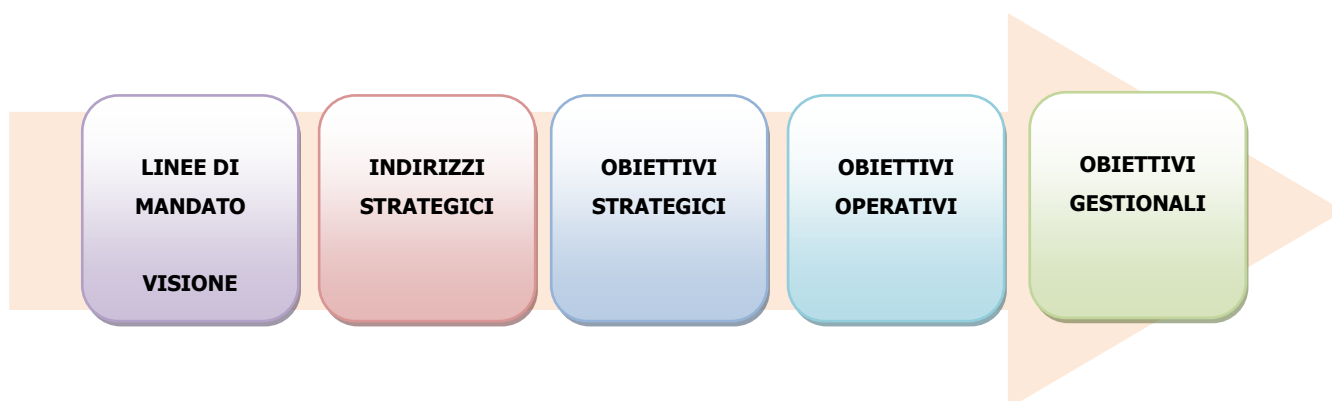 LINEE DI
MANDATO
VISIONE
INDIRIZZI
STRATEGICI
OBIETTIVI
STRATEGICI
OBIETTIVI
OPERATIVI
OBIETTIVI
GESTIONALI